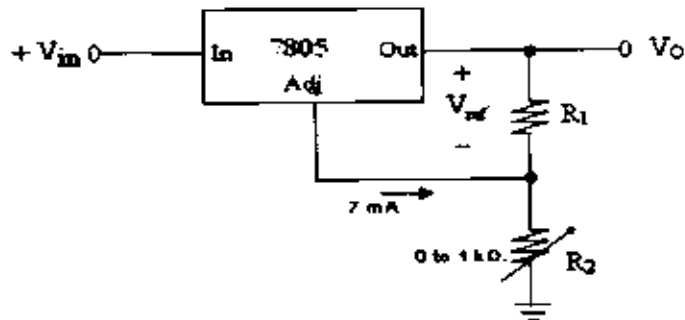 + Vin
In 7805 Out
Adj
VO
+
Vref
–
R1
7 mA
0 to 1 kΩ
R2